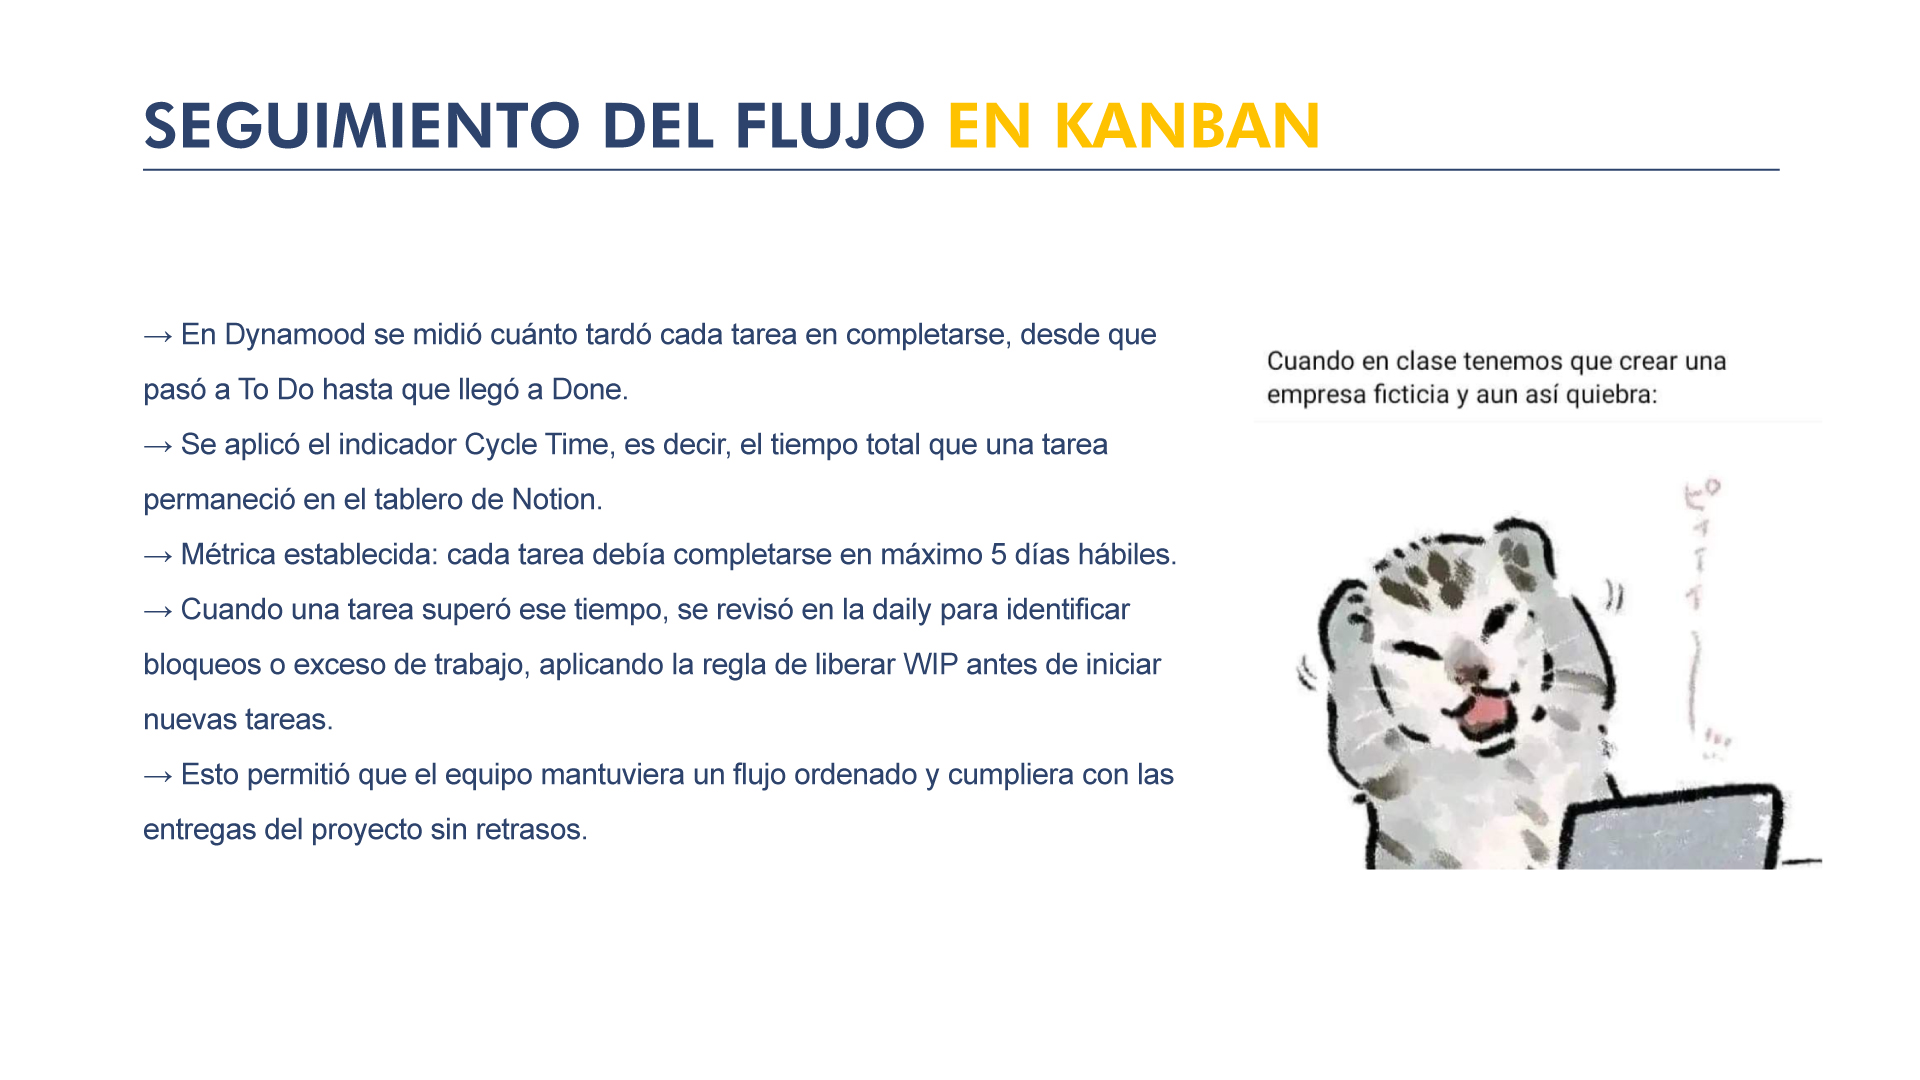 SEGUIMIENTO DEL FLUJO EN KANBAN
→ En Dynamood se midió cuánto tardó cada tarea en completarse, desde que
pasó a To Do hasta que llegó a Done.
→ Se aplicó el indicador Cycle Time, es decir, el tiempo total que una tarea
permaneció en el tablero de Notion.
→ Métrica establecida: cada tarea debía completarse en máximo 5 días hábiles.
→ Cuando una tarea superó ese tiempo, se revisó en la daily para identificar
bloqueos o exceso de trabajo, aplicando la regla de liberar WIP antes de iniciar
nuevas tareas.
→ Esto permitió que el equipo mantuviera un flujo ordenado y cumpliera con las
entregas del proyecto sin retrasos.
Cuando en clase tenemos que crear una
empresa ficticia y aun así quiebra: